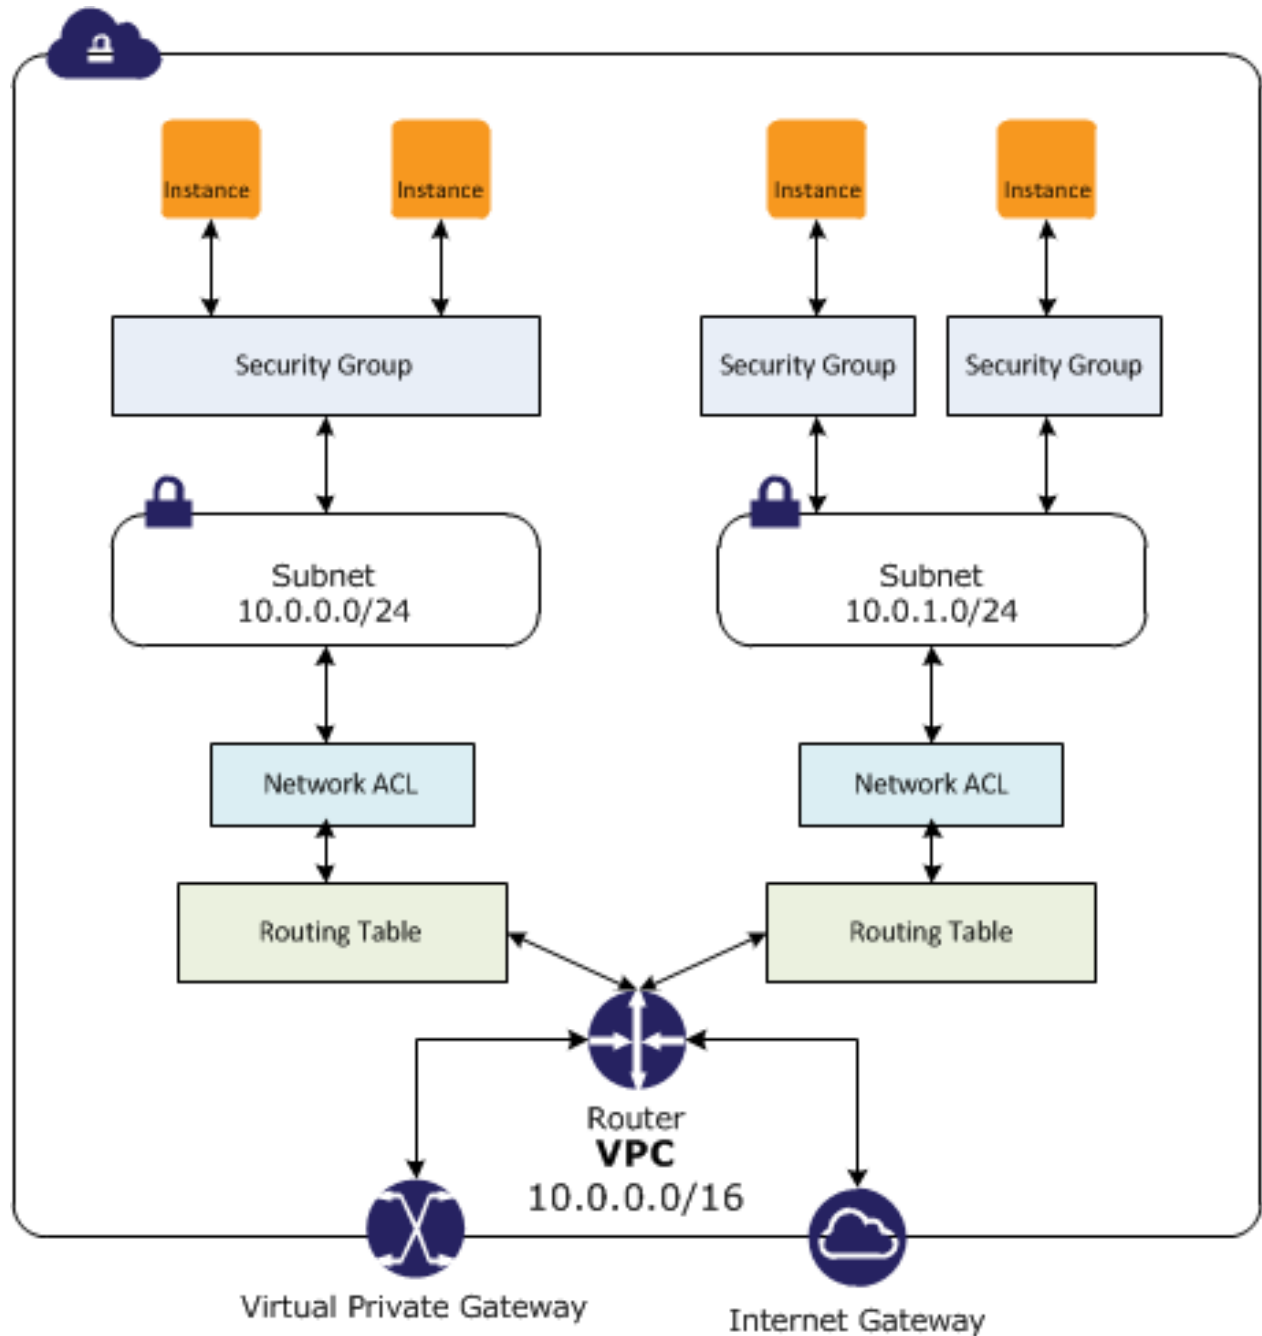 Instance
Instance
Instance
Instance
Security Group
Security Group
Security Group
Subnet
10.0.0.0/24
Subnet
10.0.1.0/24
Network ACL
Network ACL
Routing Table
Routing Table
Router
VPC
10.0.0.0/16
Virtual Private Gateway
Internet Gateway